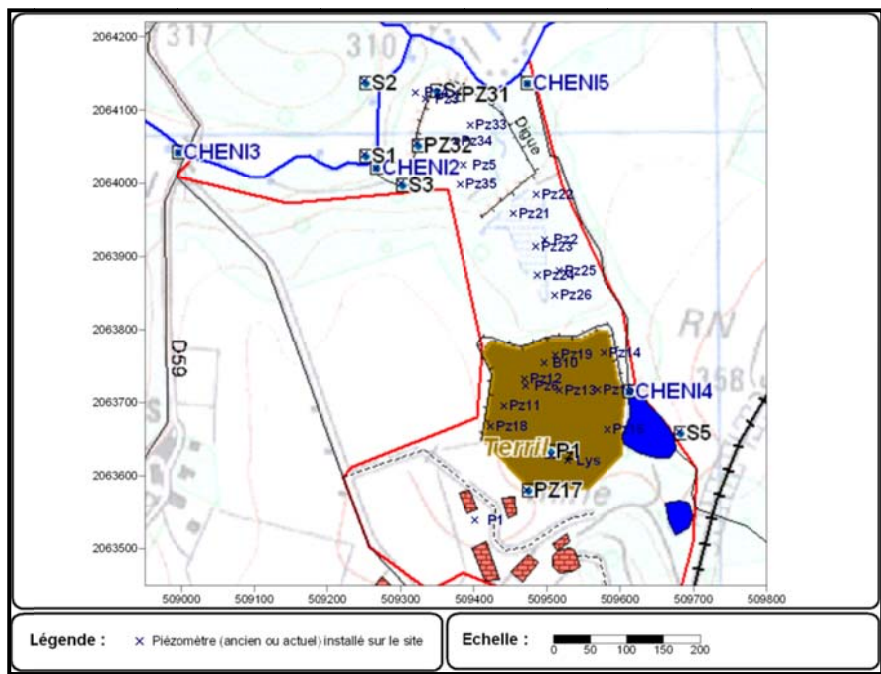 2064200
2064100
2064000
2063900
2063800
2063700
2063600
2063500
317
310
S2
PZ31
CHENI5
Pz33
Digue
PZ32
Pz34
CHENI3
S1
CHENI2
Pz5
S3
Pz35
Pz22
Pz21
Pz2
Pz23
Pz25
Pz24
Pz26
RN
D59
358
Pz19
Pz14
B10
Pz12
Pz6
Pz13
CHENI4
Pz11
Pz18
S5
Terril
P1
Lys
PZ17
P1
509000 509100 509200 509300 509400 509500 509600 509700 509800
Légende :
× Piézomètre (ancien ou actuel) installé sur le site
Echelle :
0 50 100 150 200